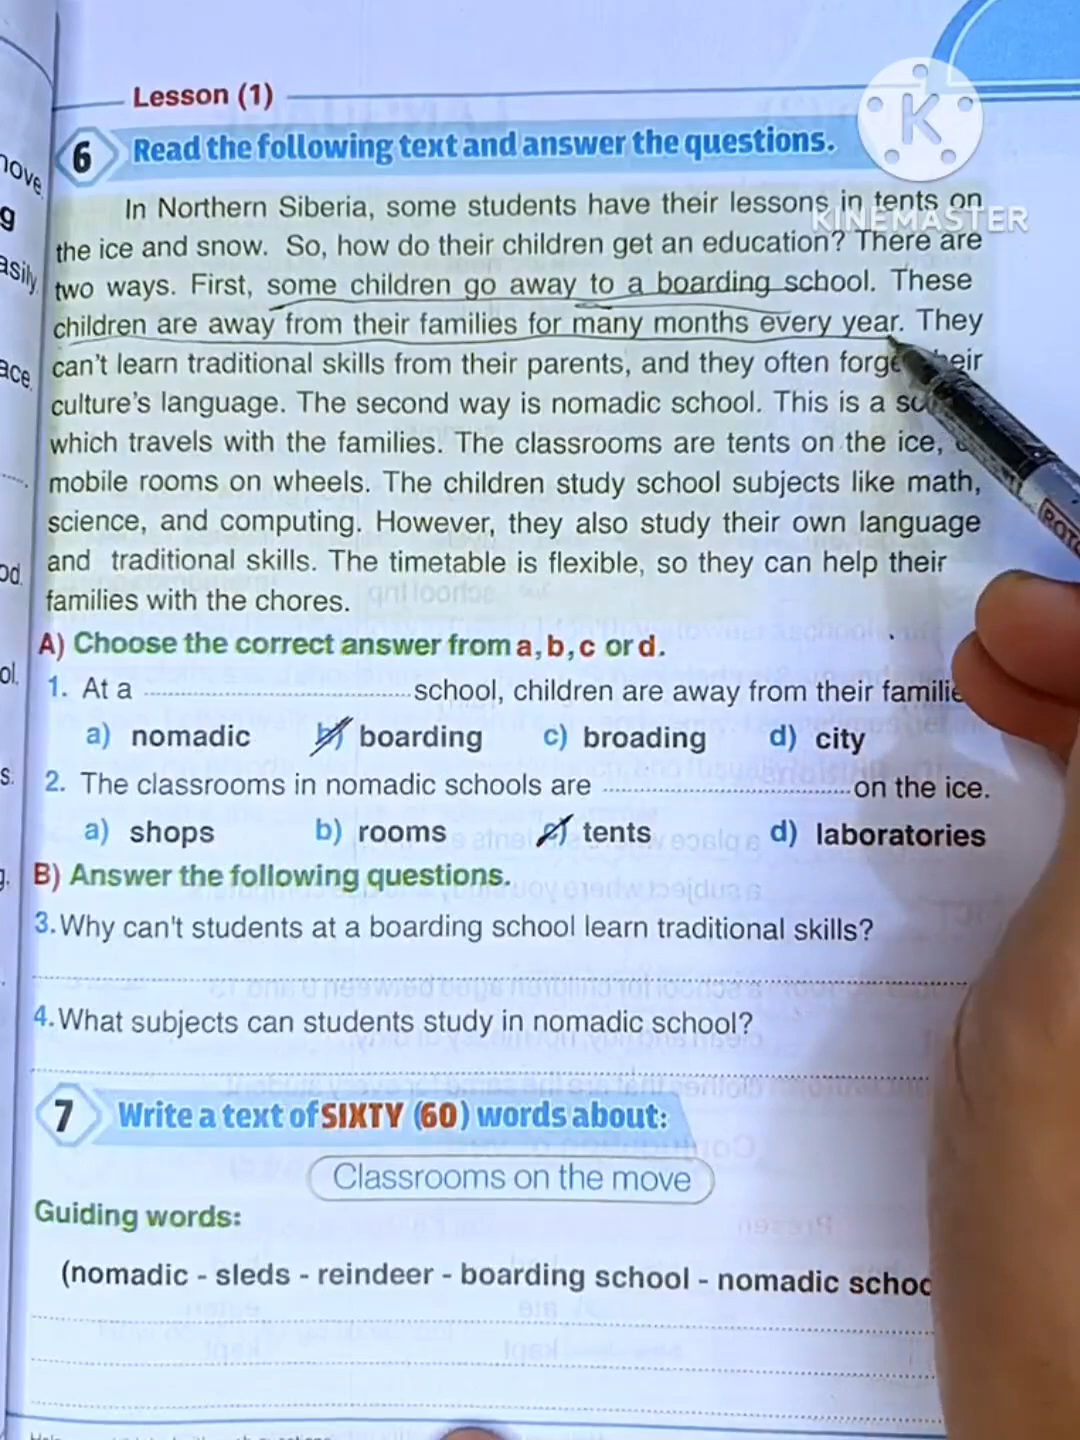 Lesson (1)
6 Read the following text and answer the questions.
K
KINEMASTER
In Northern Siberia, some students have their lessons in tents on
the ice and snow. So, how do their children get an education? There are
two ways. First, some children go away to a boarding school. These
children are away from their families for many months every year. They
can't learn traditional skills from their parents, and they often
culture's language. The second way is nomadic school. This is a
which travels with the families. The classrooms are tents on the ice,
mobile rooms on wheels. The children study school subjects like math,
science, and computing. However, they also study their own language
and traditional skills. The timetable is flexible, so they can help their
families with the chores.
A) Choose the correct answer from a, b, c or d.
1. At a ........ school, children are away from their
a) nomadic b) boarding c) broading d) city
2. The classrooms in nomadic schools are ........ on the ice.
a) shops b) rooms c) tents d) laboratories
B) Answer the following questions.
3. Why can't students at a boarding school learn traditional skills?
4. What subjects can students study in nomadic school?
7 Write a text of SIXTY (60) words about:
Classrooms on the move
Guiding words:
(nomadic - sleds - reindeer - boarding school - nomadic